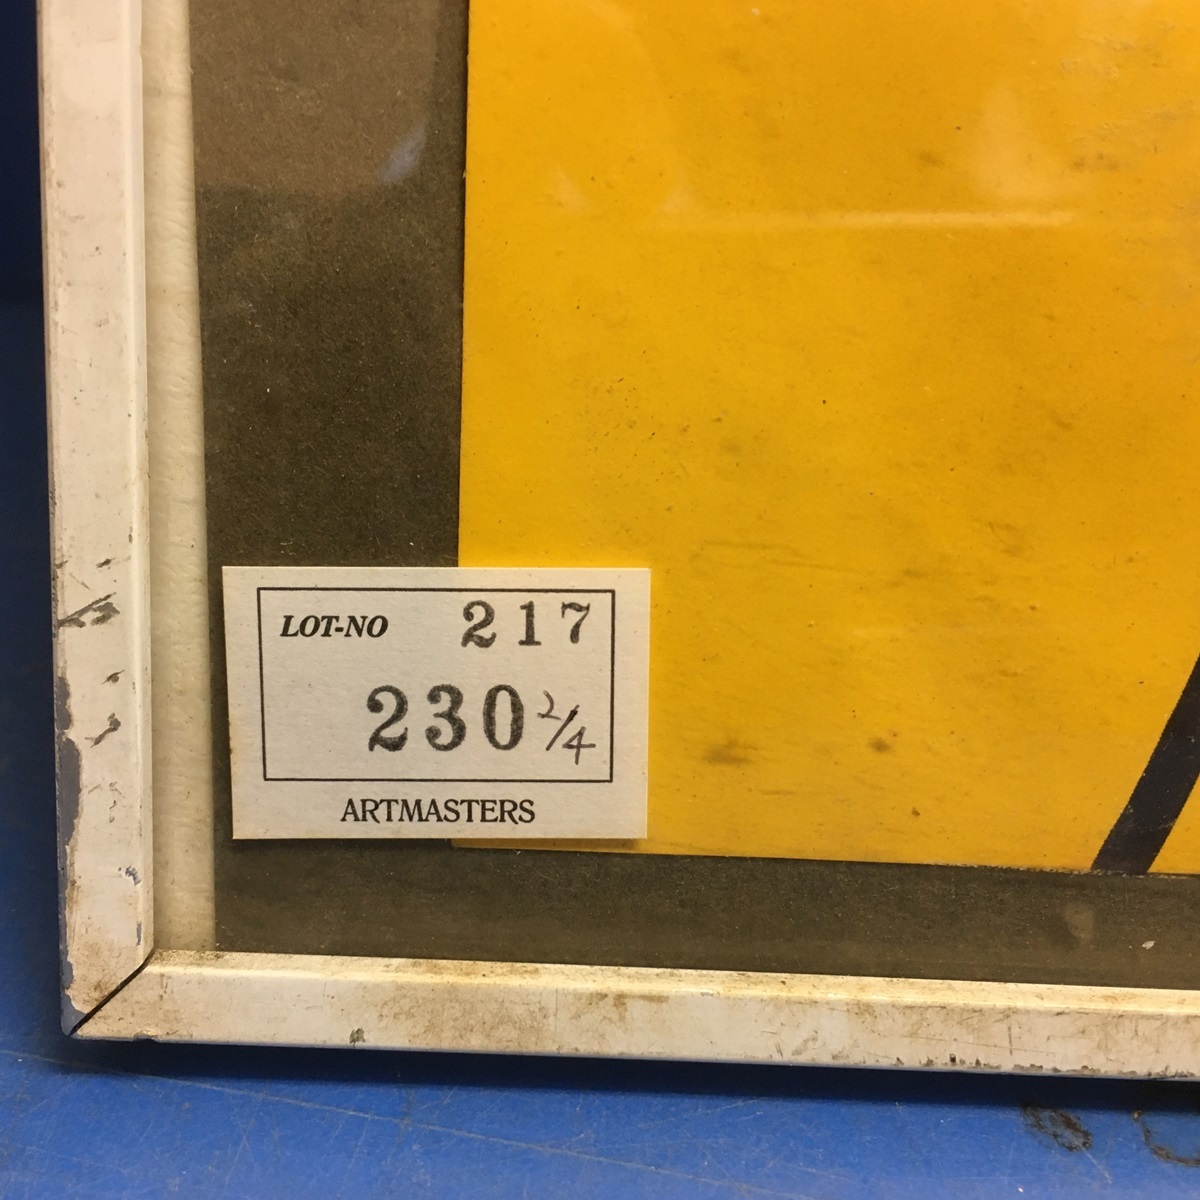 LOT-NO 217
230 2/4
ARTMASTERS